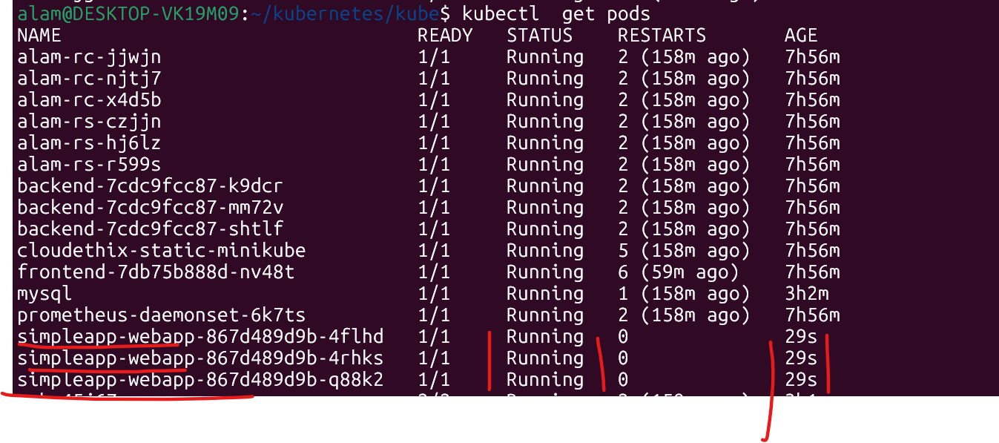 alam@DESKTOP-VK19M09:~/kubernetes/kube$ kubectl  get pods
NAME READY STATUS RESTARTS AGE
alam-rc-jjwjn 1/1 Running 2 (158m ago) 7h56m
alam-rc-njtj7 1/1 Running 2 (158m ago) 7h56m
alam-rc-x4d5b 1/1 Running 2 (158m ago) 7h56m
alam-rs-czjjn 1/1 Running 2 (158m ago) 7h56m
alam-rs-hj6lz 1/1 Running 2 (158m ago) 7h56m
alam-rs-r599s 1/1 Running 2 (158m ago) 7h56m
backend-7cdc9fcc87-k9dcr 1/1 Running 2 (158m ago) 7h56m
backend-7cdc9fcc87-mm72v 1/1 Running 2 (158m ago) 7h56m
backend-7cdc9fcc87-shtlf 1/1 Running 2 (158m ago) 7h56m
cloudethix-static-minikube 1/1 Running 5 (158m ago) 7h56m
frontend-7db75b888d-nv48t 1/1 Running 6 (59m ago) 7h56m
mysql 1/1 Running 1 (158m ago) 3h2m
prometheus-daemonset-6k7ts 1/1 Running 2 (158m ago) 7h56m
simpleapp-webapp-867d489d9b-4flhd 1/1 Running 0 29s
simpleapp-webapp-867d489d9b-4rhks 1/1 Running 0 29s
simpleapp-webapp-867d489d9b-q88k2 1/1 Running 0 29s